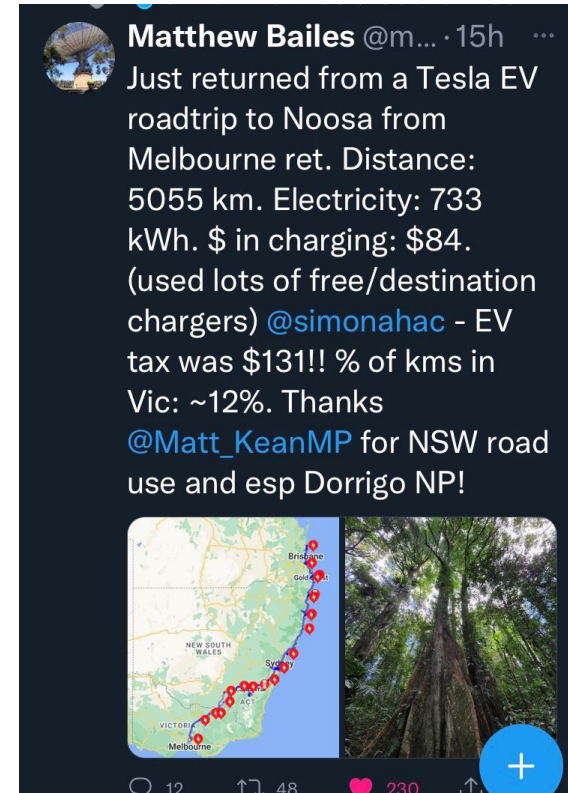 Matthew Bailes @m... · 15h ...
Just returned from a Tesla EV
roadtrip to Noosa from
Melbourne ret. Distance:
5055 km. Electricity: 733
kWh. $ in charging: $84.
(used lots of free/destination
chargers) @simonahac - EV
tax was $131!! % of kms in
Vic: ~12%. Thanks
@Matt_KeanMP for NSW road
use and esp Dorrigo NP!
Brisbane
Gold
NEW SOUTH
WALES
Sydney
ACT
VICTORIA
Melbourne
12 48 230